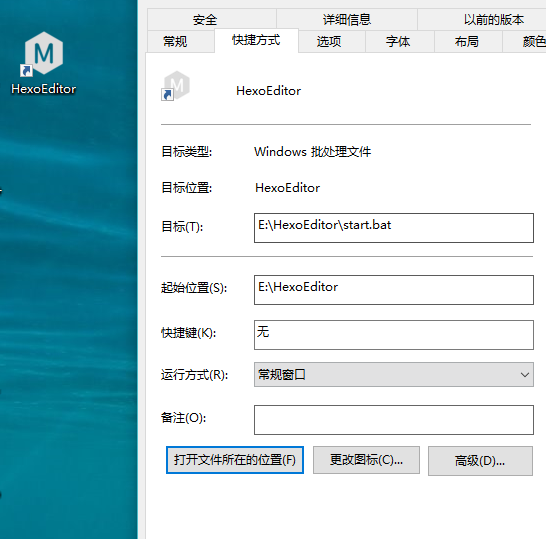 HexoEditor
安全 详细信息 以前的版本
常规 快捷方式 选项 字体 布局 颜色
M
HexoEditor
目标类型: Windows 批处理文件
目标位置: HexoEditor
目标(T): E:\HexoEditor\start.bat
起始位置(S): E:\HexoEditor
快捷键(K): 无
运行方式(R): 常规窗口
备注(O):
打开文件所在的位置(F) 更改图标(C)... 高级(D)...